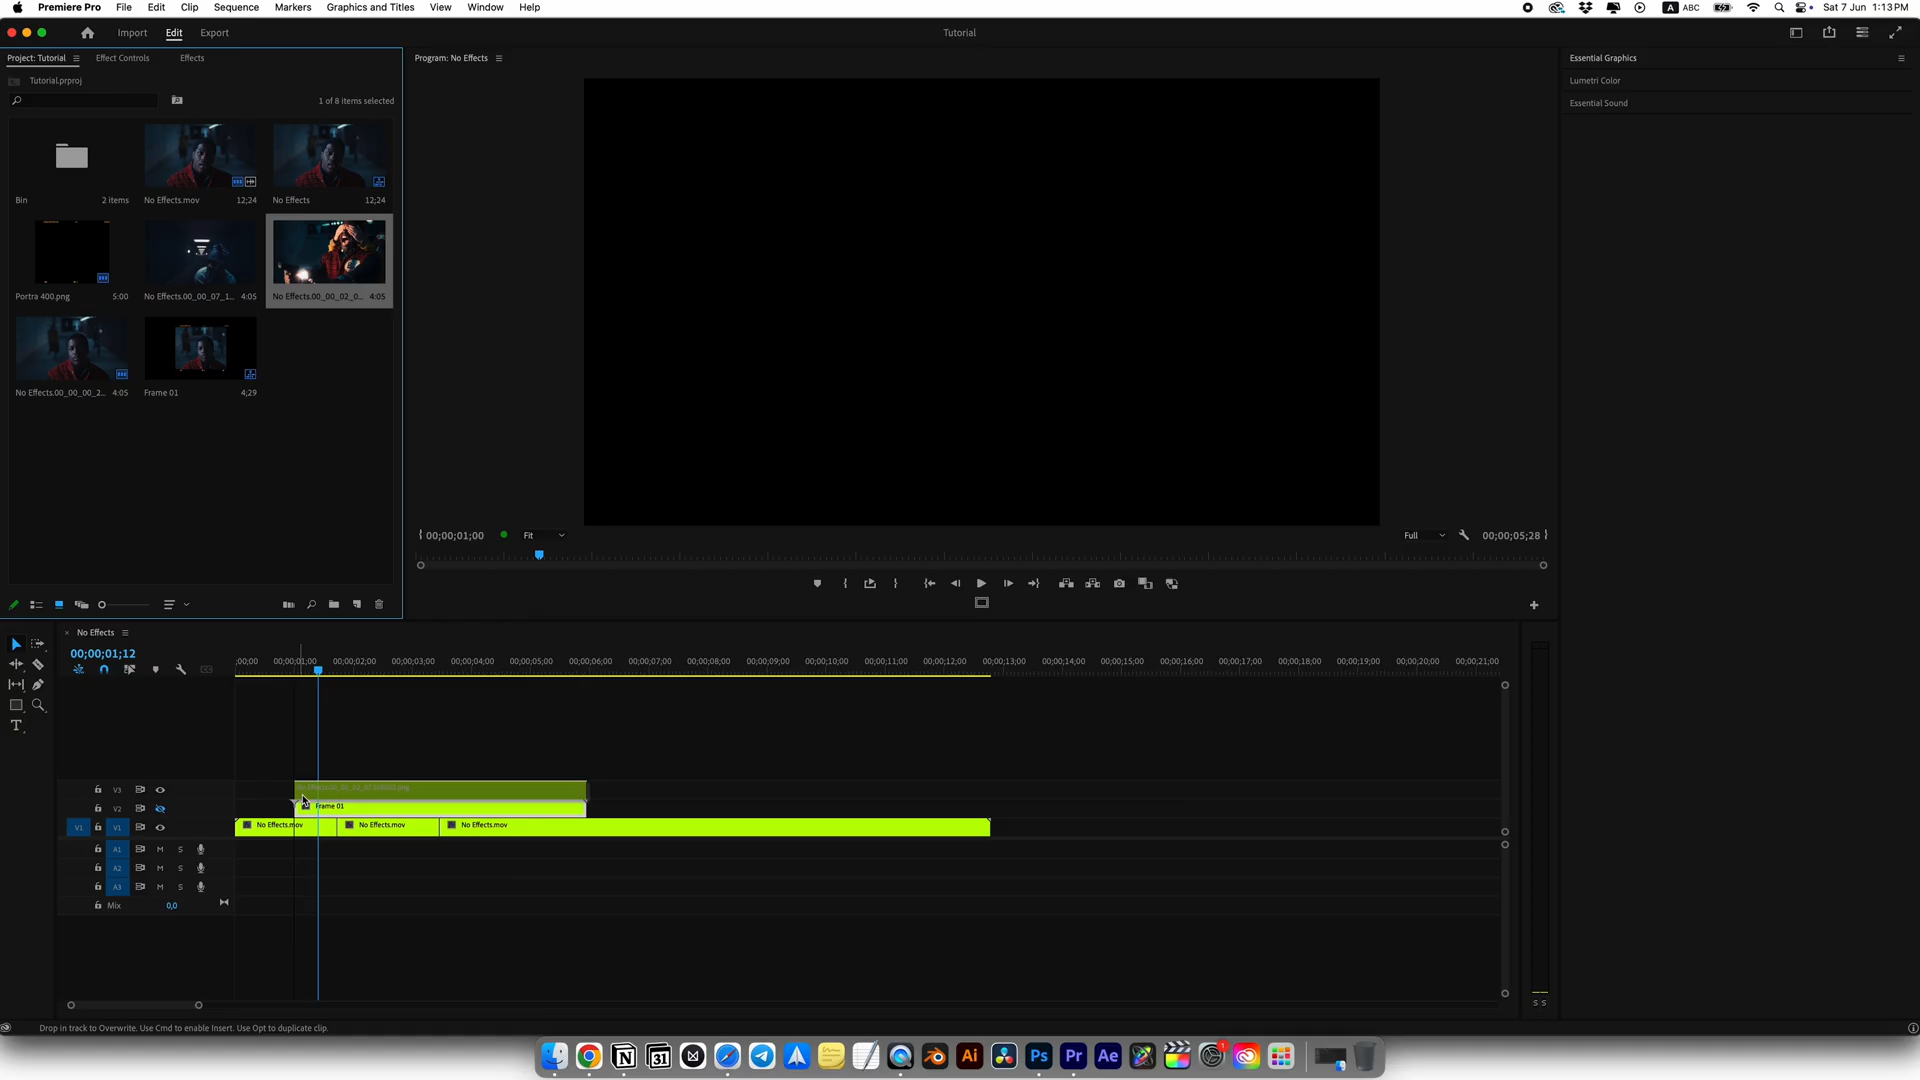 Premiere Pro File Edit Clip Sequence Markers Graphics and Titles View Window Help
A ABC Sat 7 Jun 1:13 PM
Import Edit Export
Tutorial
Project: Tutorial Effect Controls Effects
Tutorial.prproj
1 of 8 items selected
Bin 2 items
No Effects.mov 12;24
No Effects 12;24
Portra 400.png 5:00
No Effects.00_00_07_1... 4:05
No Effects.00_00_02_0... 4:05
No Effects.00_00_00_2... 4:05
Frame 01 4;29
Program: No Effects
00;00;01;00 Fit Full 00;00;05;28
Essential Graphics
Lumetri Color
Essential Sound
No Effects
00;00;01;12
;00;00 00;00;01;00 00;00;02;00 00;00;03;00 00;00;04;00 00;00;05;00 00;00;06;00 00;00;07;00 00;00;08;00 00;00;09;00 00;00;10;00 00;00;11;00 00;00;12;00 00;00;13;00 00;00;14;00 00;00;15;00 00;00;16;00 00;00;17;00 00;00;18;00 00;00;19;00 00;00;20;00 00;00;21;00
V3
V2 Frame 01
V1 V1 No Effects.mov No Effects.mov No Effects.mov
A1 M S
A2 M S
A3 M S
Mix 0,0
S S
Drop in track to Overwrite. Use Cmd to enable Insert. Use Opt to duplicate clip.
31 Ai Ps Pr Ae 1